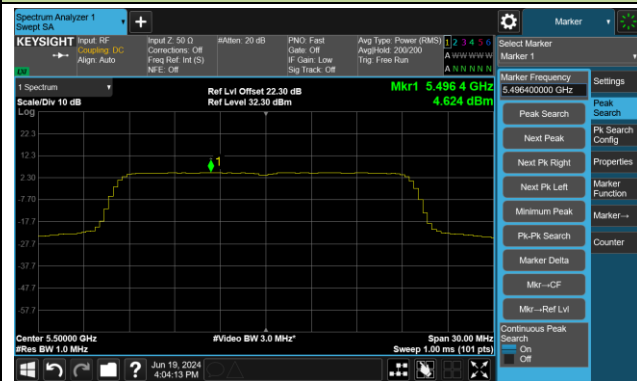 Spectrum Analyzer 1
Swept SA
Marker
KEYSIGHT
Input: RF
Coupling: DC
Align: Auto
Input Z: 50 Ω
Corrections: Off
Freq Ref: Int (S)
NFE: Off
#Atten: 20 dB
PNO: Fast
Gate: Off
IF Gain: Low
Sig Track: Off
Avg Type: Power (RMS)
Avg|Hold: 200/200
Trig: Free Run
1 2 3 4 5 6
A W W W W W
A N N N N N
LW
Select Marker
Marker 1
1 Spectrum
Scale/Div 10 dB
Log
Ref Lvl Offset 22.30 dB
Ref Level 32.30 dBm
Mkr1 5.496 4 GHz
4.624 dBm
22.3
12.3
2.30
-7.70
-17.7
-27.7
-37.7
-47.7
-57.7
1
Center 5.50000 GHz
#Res BW 1.0 MHz
#Video BW 3.0 MHz*
Span 30.00 MHz
Sweep 1.00 ms (101 pts)
Marker Frequency
5.496400000 GHz
Peak Search
Next Peak
Next Pk Right
Next Pk Left
Minimum Peak
Pk-Pk Search
Marker Delta
Mkr→CF
Mkr→Ref Lvl
Continuous Peak
Search
On
Off
Settings
Peak
Search
Pk Search
Config
Properties
Marker
Function
Marker→
Counter
Jun 19, 2024
4:04:13 PM